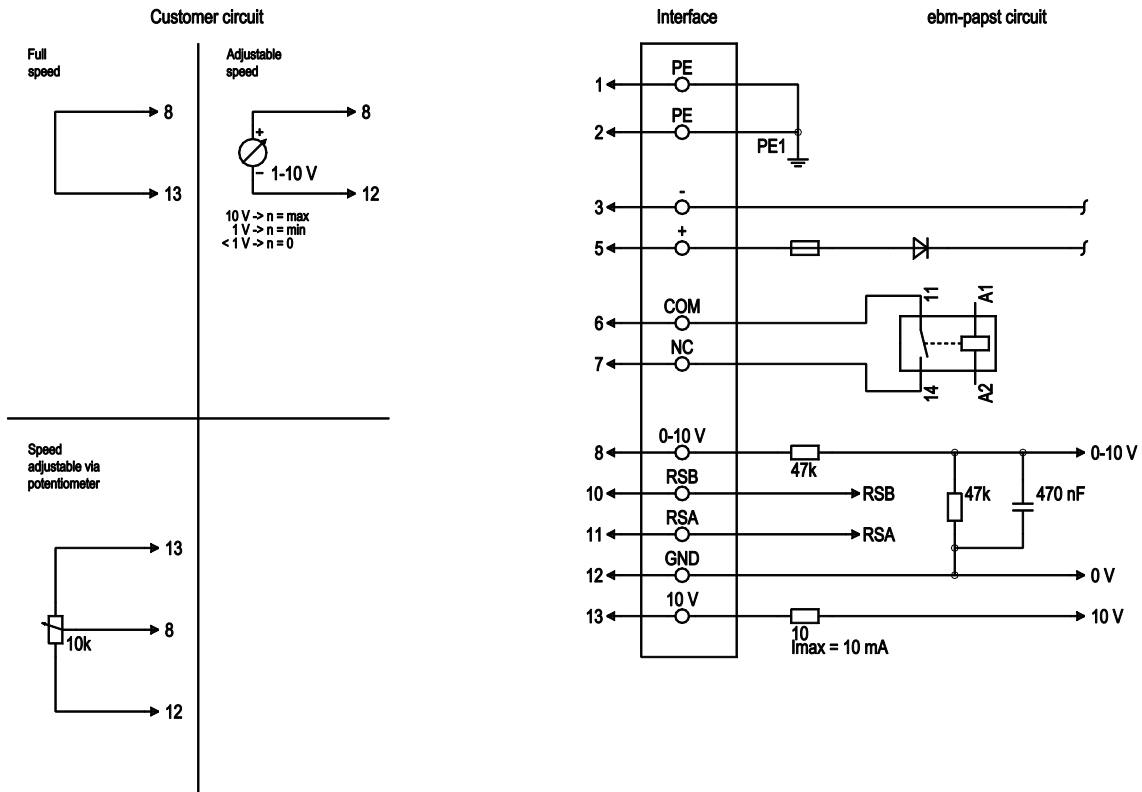 Customer circuit
Interface
ebm-papst circuit
Full
speed
8
13
Adjustable
speed
8
+
–
1-10 V
12
10 V -> n = max
1 V -> n = min
< 1 V -> n = 0
Speed
adjustable via
potentiometer
13
8
10k
12
1
PE
2
PE
PE1
3
-
5
+
6
COM
7
NC
11
A1
14
A2
8
0-10 V
47k
0-10 V
10
RSB
RSB
47k
470 nF
11
RSA
RSA
12
GND
0 V
13
10 V
10
Imax = 10 mA
10 V